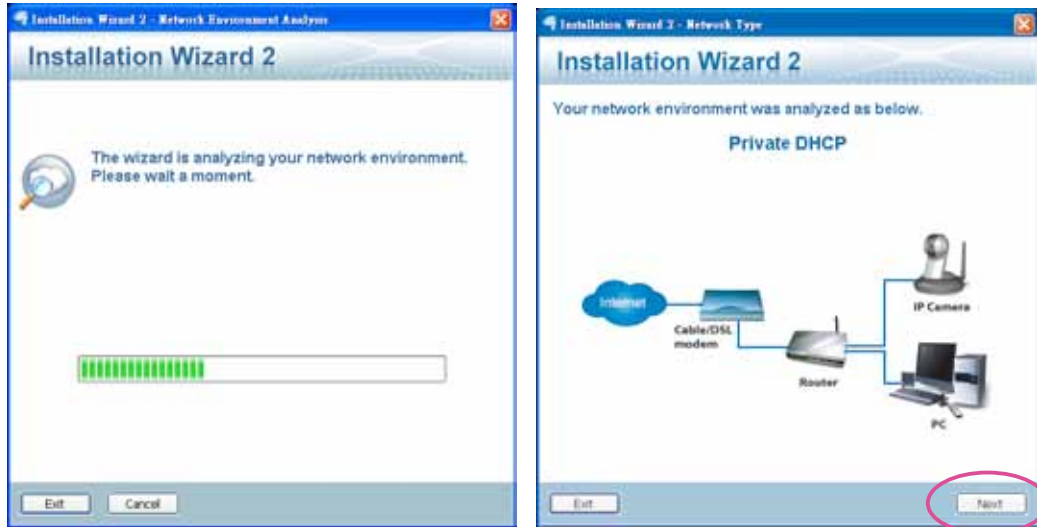 Installation Wizard 2 - Network Environment Analysis
Installation Wizard 2
The wizard is analyzing your network environment.
Please wait a moment.
Exit
Cancel
Installation Wizard 2 - Network Type
Installation Wizard 2
Your network environment was analyzed as below.
Private DHCP
Internet
Cable/DSL
modem
Router
IP Camera
PC
Exit
Next